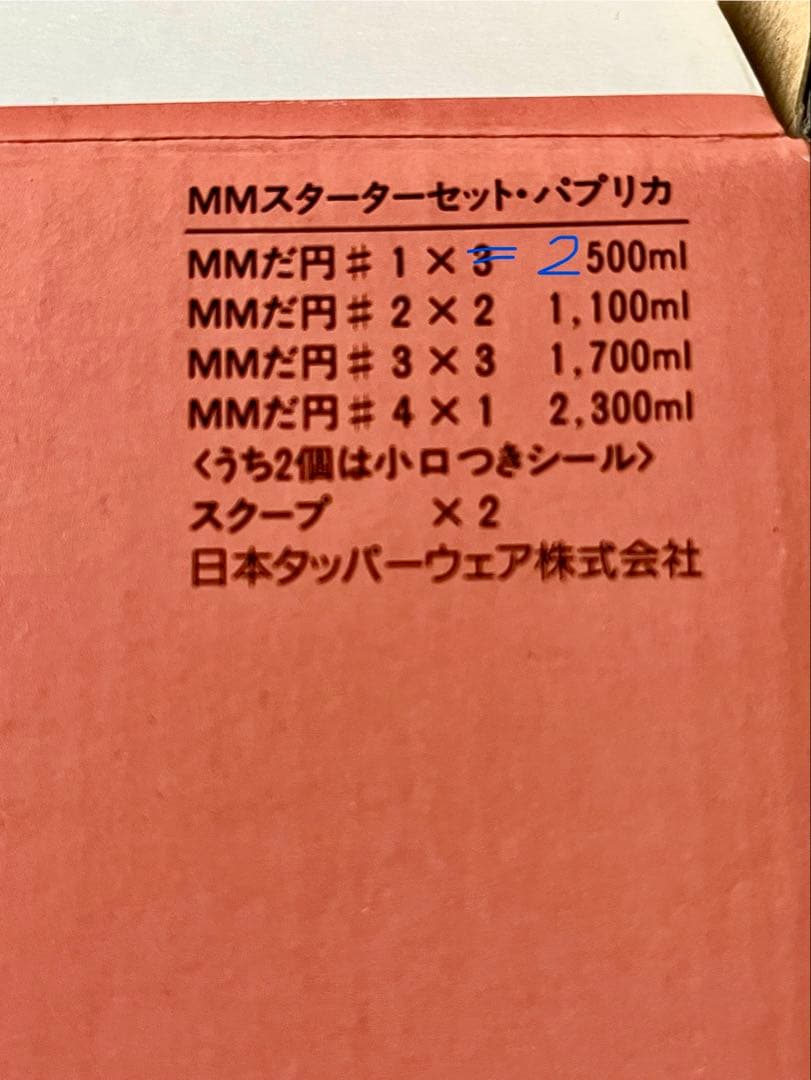 MMスターターセット・パプリカ
MMだ円♯1×3 2 500ml
MMだ円♯2×2 1,100ml
MMだ円♯3×3 1,700ml
MMだ円♯4×1 2,300ml
〈うち2個は小口つきシール〉
スクープ ×2
日本タッパーウェア株式会社